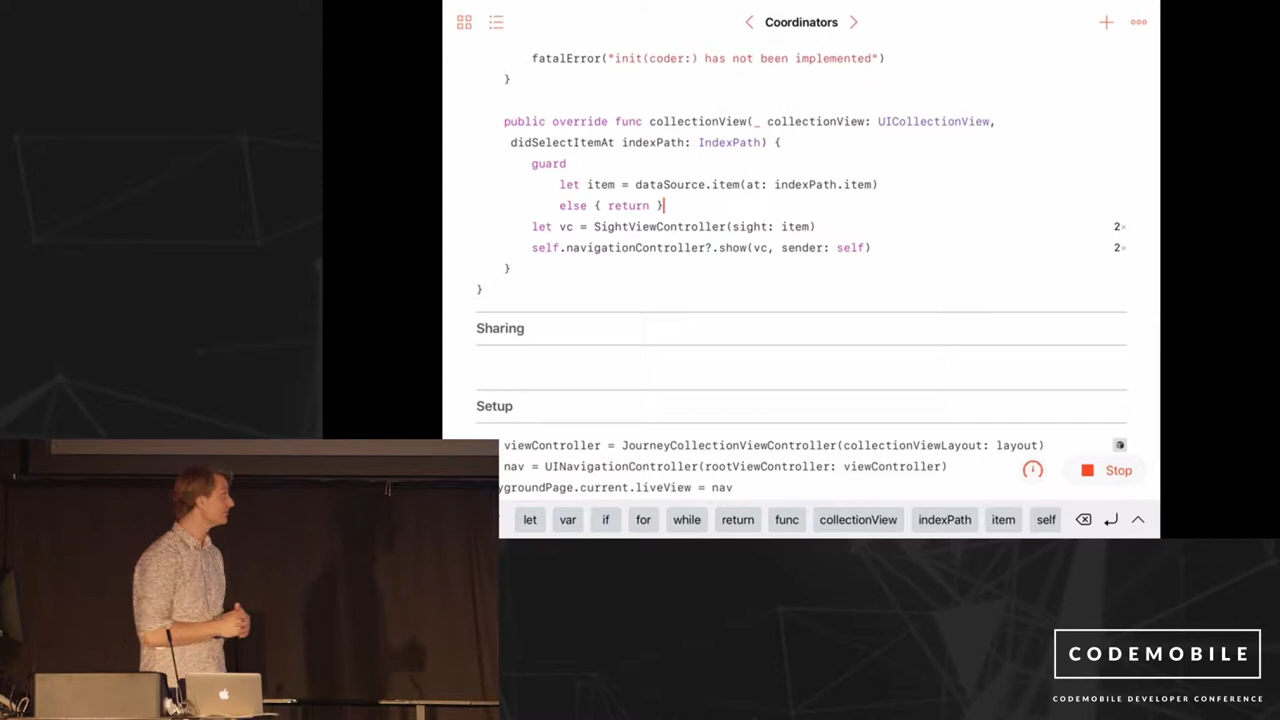 Coordinators
fatalError("init(coder:) has not been implemented")
}
public override func collectionView(_ collectionView: UICollectionView,
didSelectItemAt indexPath: IndexPath) {
guard
let item = dataSource.item(at: indexPath.item)
else { return }
let vc = SightViewController(sight: item)
2×
self.navigationController?.show(vc, sender: self)
2×
}
}
Sharing
Setup
viewController = JourneyCollectionViewController(collectionViewLayout: layout)
nav = UINavigationController(rootViewController: viewController)
ygroundPage.current.liveView = nav
Stop
let var if for while return func collectionView indexPath item self
CODEMOBILE
CODEMOBILE DEVELOPER CONFERENCE